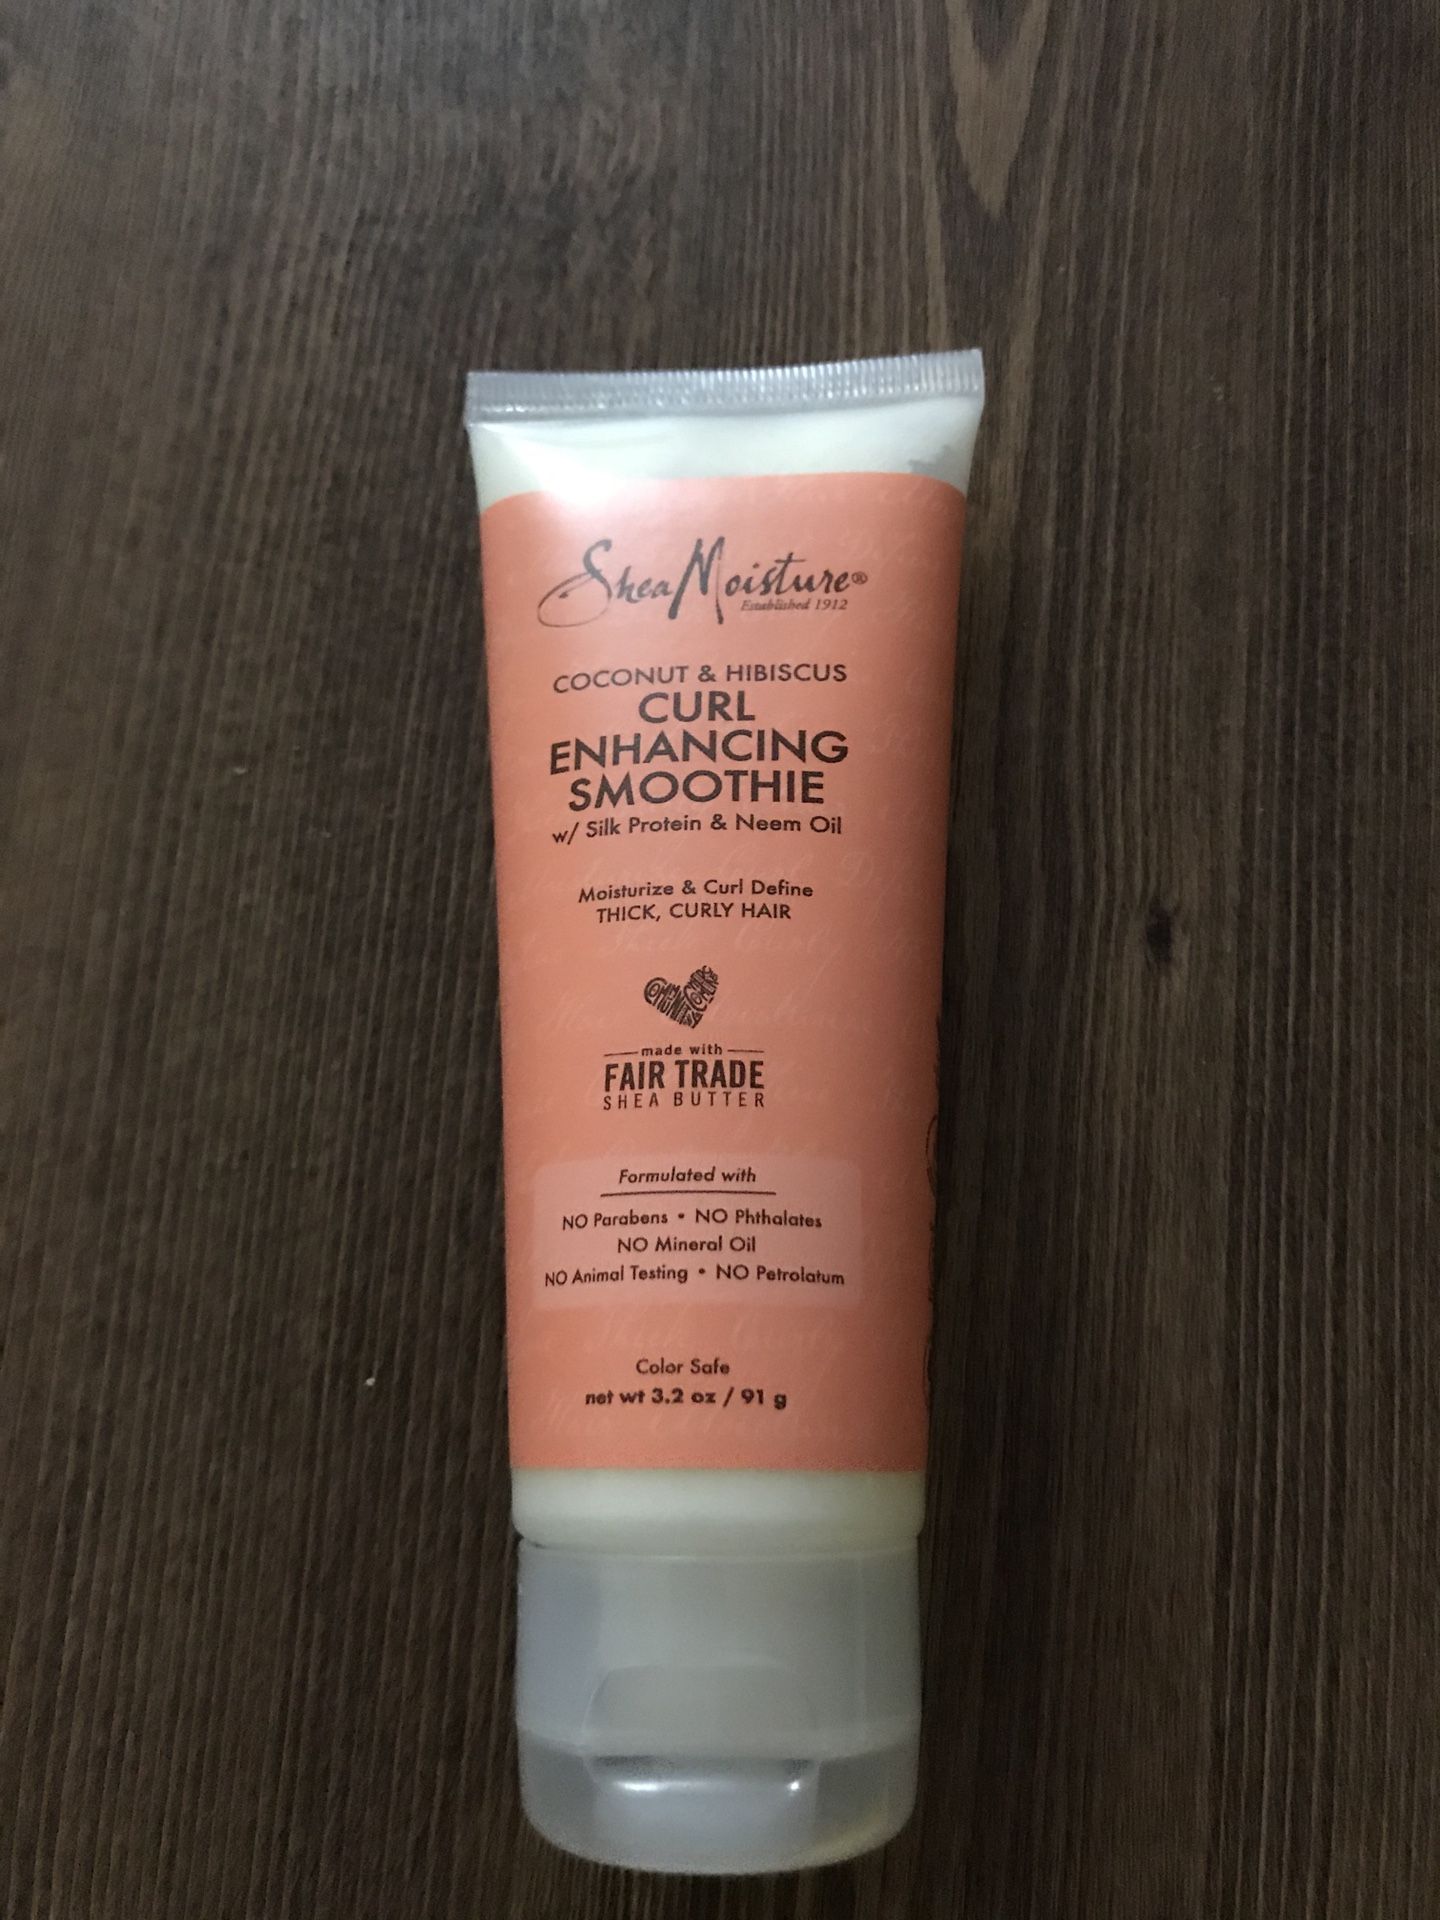 SheaMoisture®
Established 1912
COCONUT & HIBISCUS
CURL
ENHANCING
SMOOTHIE
w/ Silk Protein & Neem Oil
Moisturize & Curl Define
THICK, CURLY HAIR
made with
FAIR TRADE
SHEA BUTTER
Formulated with
NO Parabens • NO Phthalates
NO Mineral Oil
NO Animal Testing • NO Petrolatum
Color Safe
net wt 3.2 oz / 91 g